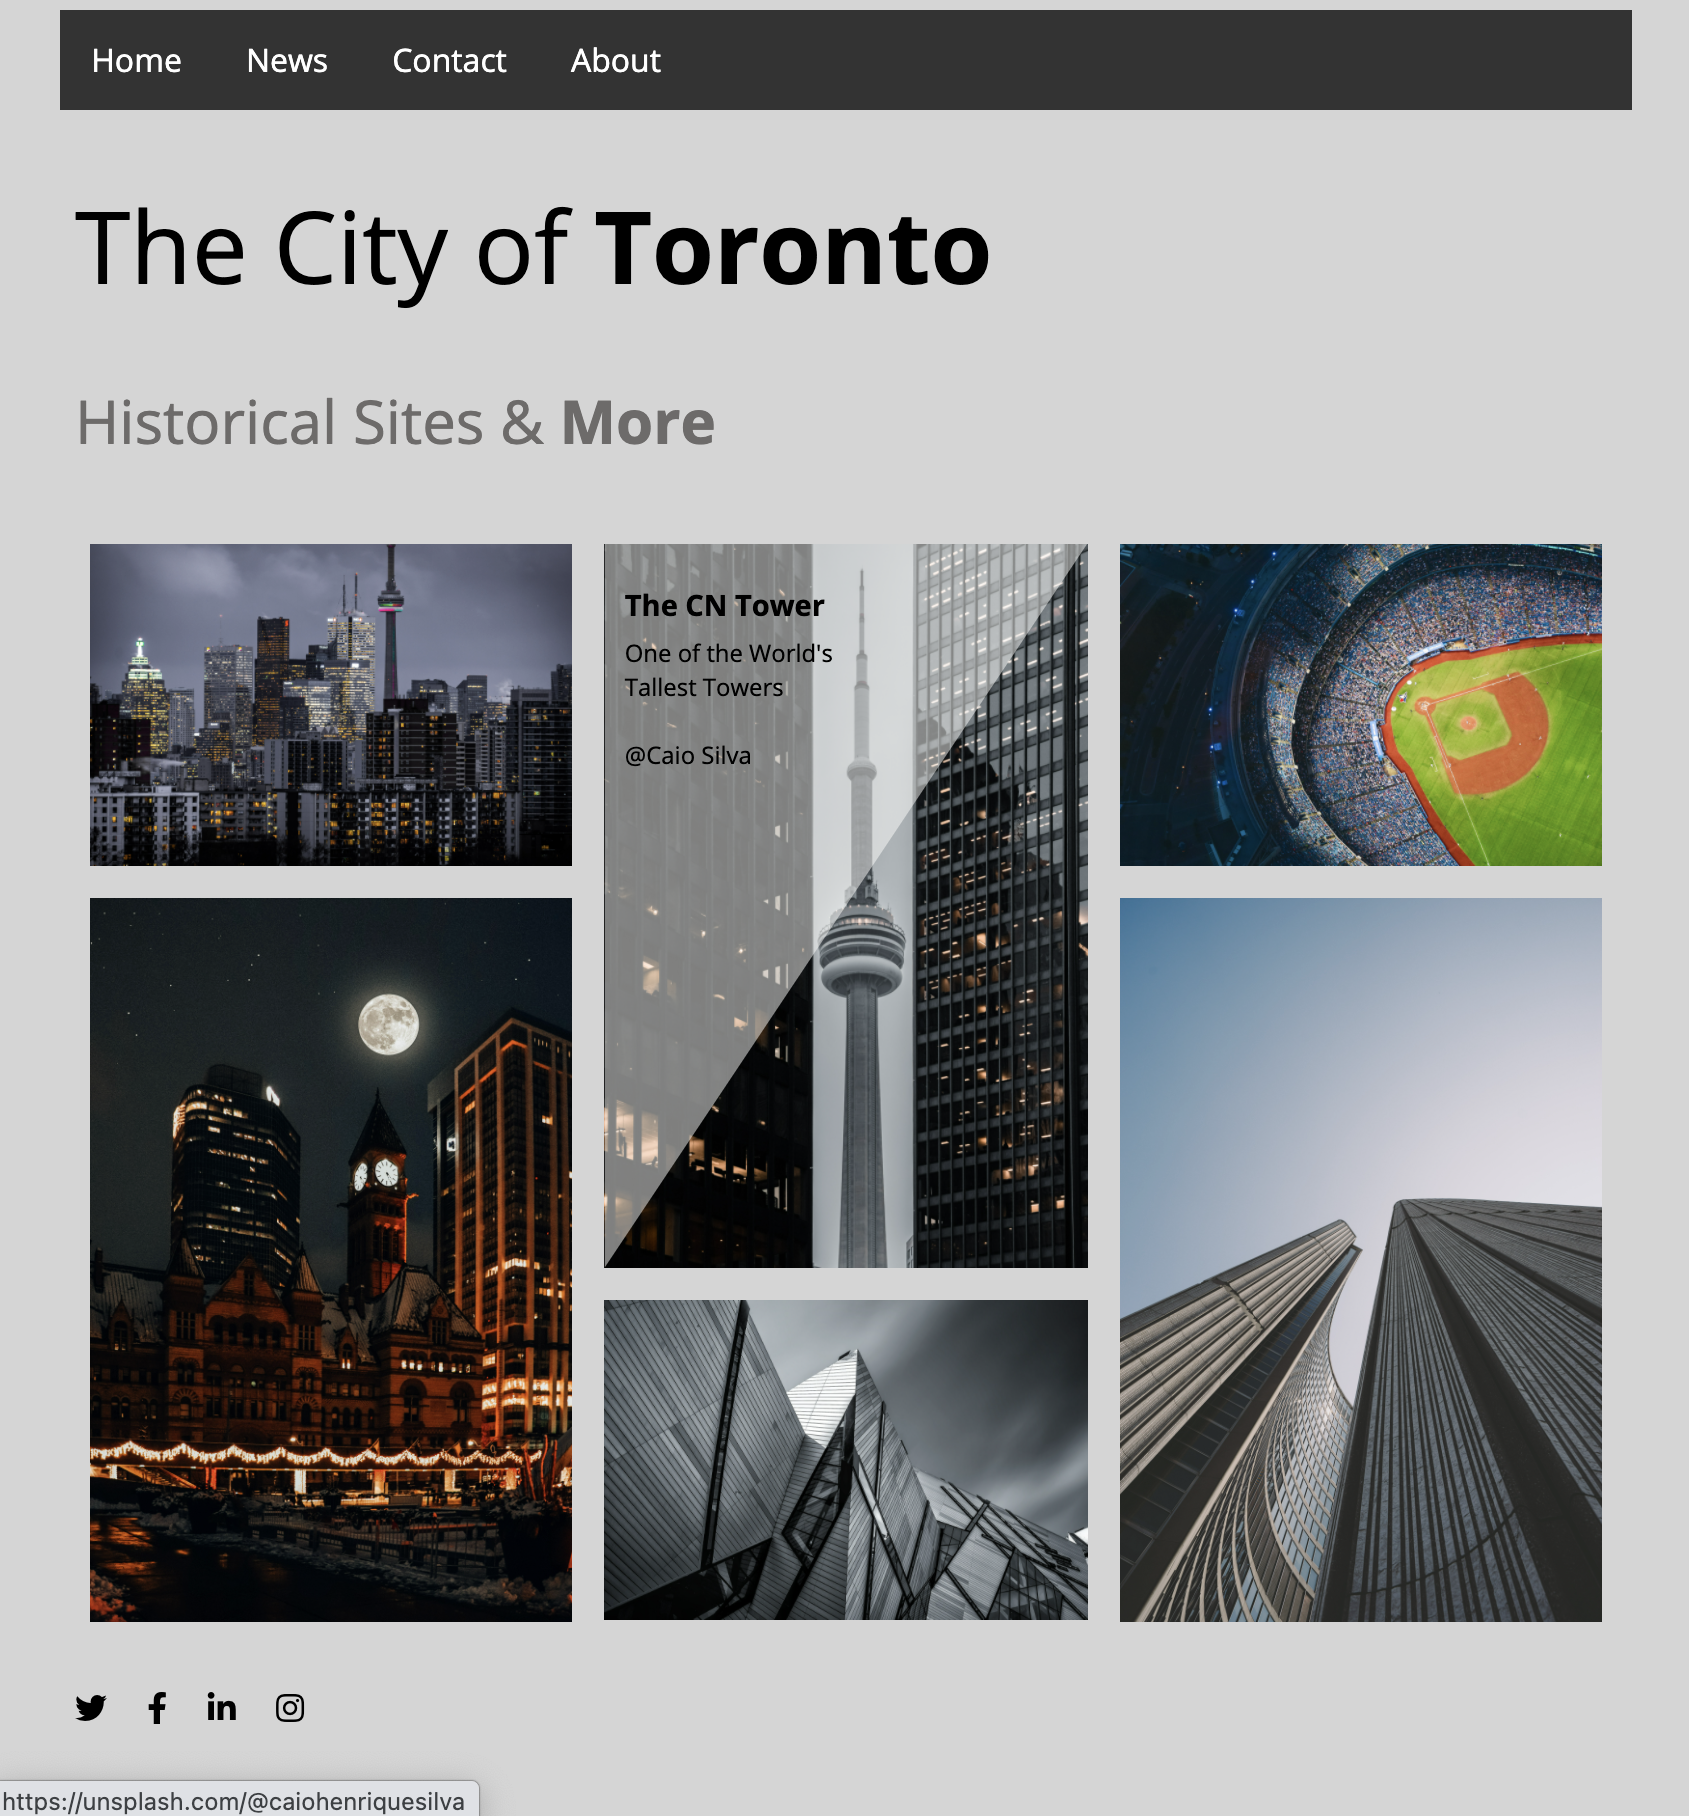 Home News Contact About
The City of Toronto
Historical Sites & More
The CN Tower
One of the World's
Tallest Towers
@Caio Silva
https://unsplash.com/@caiohenriquesilva